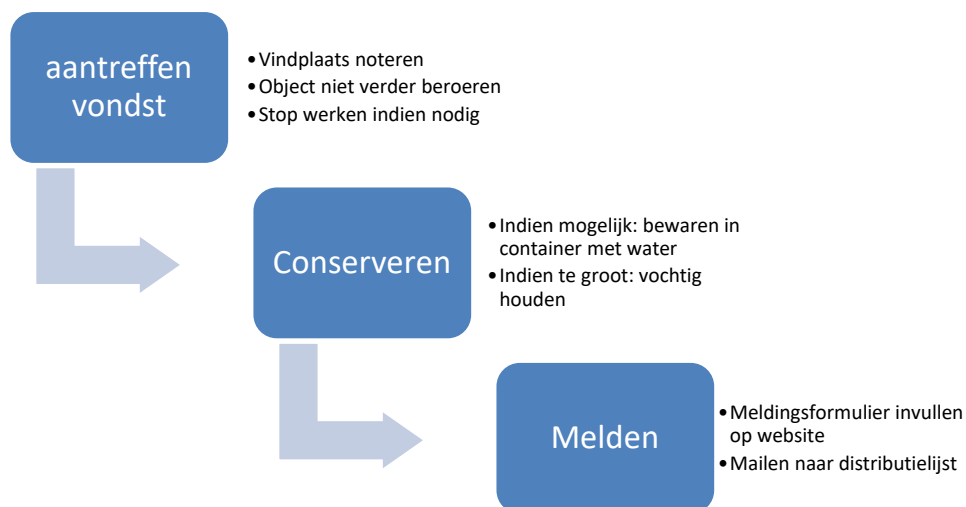 aantreffen
vondst
•Vindplaats noteren
•Object niet verder beroeren
•Stop werken indien nodig
Conserveren
•Indien mogelijk: bewaren in
container met water
•Indien te groot: vochtig
houden
Melden
•Meldingsformulier invullen
op website
•Mailen naar distributielijst